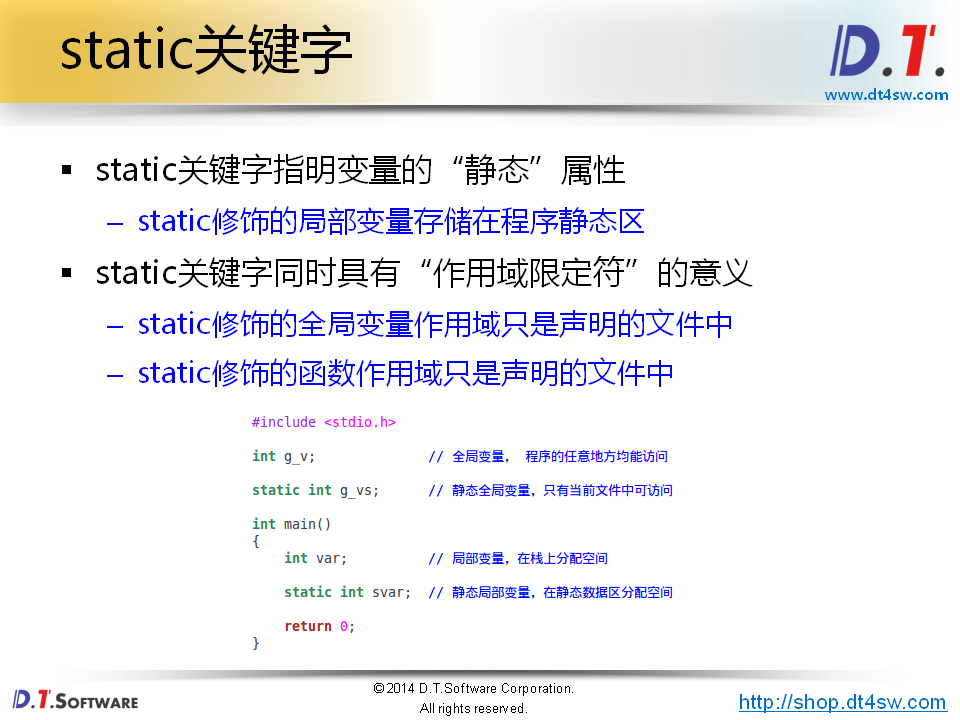 static关键字
D.T.
www.dt4sw.com
▪ static关键字指明变量的“静态”属性
– static修饰的局部变量存储在程序静态区
▪ static关键字同时具有“作用域限定符”的意义
– static修饰的全局变量作用域只是声明的文件中
– static修饰的函数作用域只是声明的文件中
#include <stdio.h>
int g_v; // 全局变量， 程序的任意地方均能访问
static int g_vs; // 静态全局变量，只有当前文件中可访问
int main()
{
int var; // 局部变量，在栈上分配空间
static int svar; // 静态局部变量，在静态数据区分配空间
return 0;
}
D.T.SOFTWARE
©2014 D.T.Software Corporation.
All rights reserved.
http://shop.dt4sw.com